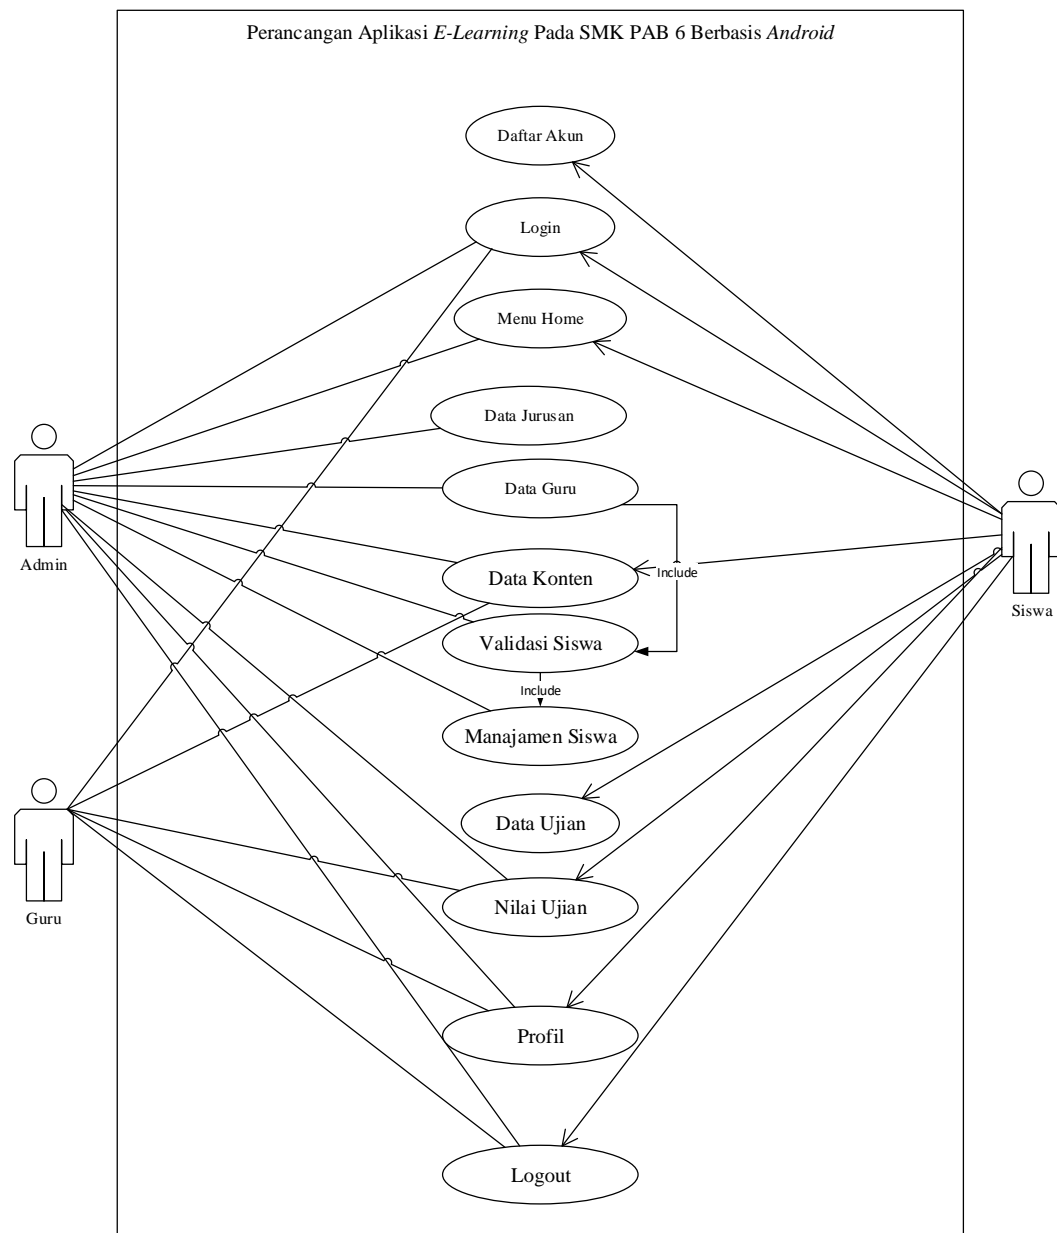 Perancangan Aplikasi E-Learning Pada SMK PAB 6 Berbasis Android
Daftar Akun
Login
Menu Home
Data Jurusan
Data Guru
Admin
Include
Data Konten
Siswa
Validasi Siswa
Include
Manajamen Siswa
Data Ujian
Nilai Ujian
Guru
Profil
Logout